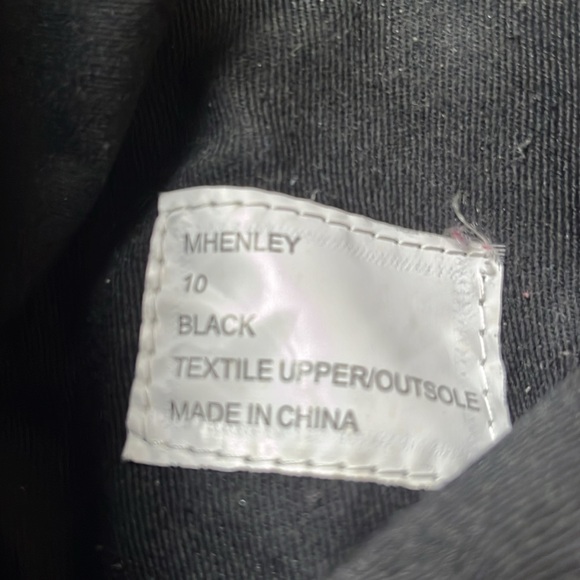 MHENLEY
10
BLACK
TEXTILE UPPER/OUTSOLE
MADE IN CHINA